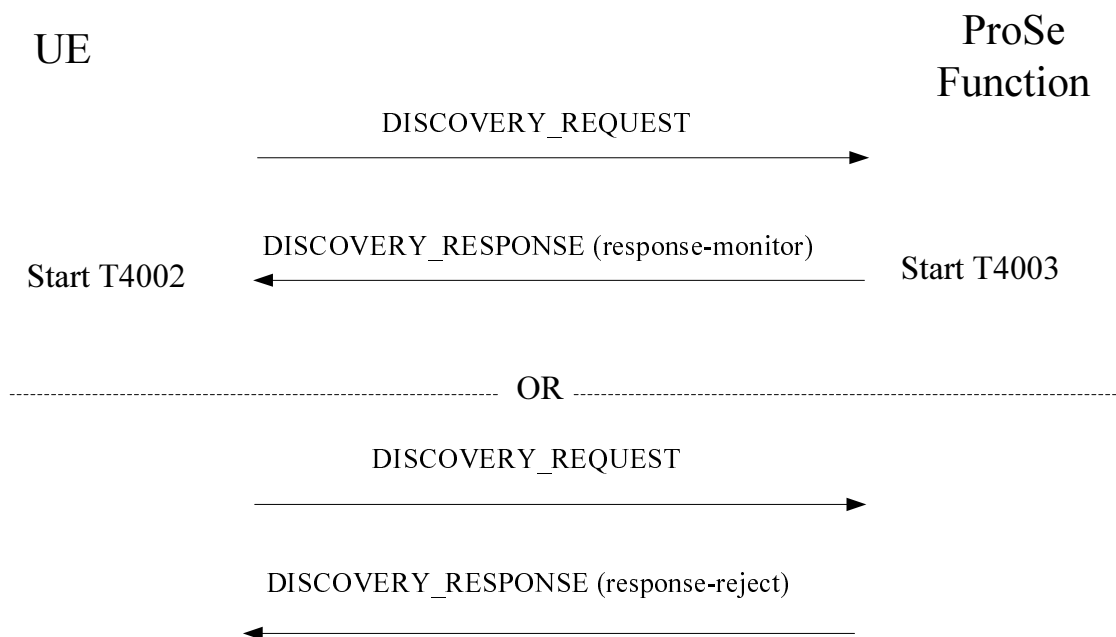 UE
ProSe
Function
DISCOVERY_REQUEST
DISCOVERY_RESPONSE (response-monitor)
Start T4002
Start T4003
OR
DISCOVERY_REQUEST
DISCOVERY_RESPONSE (response-reject)